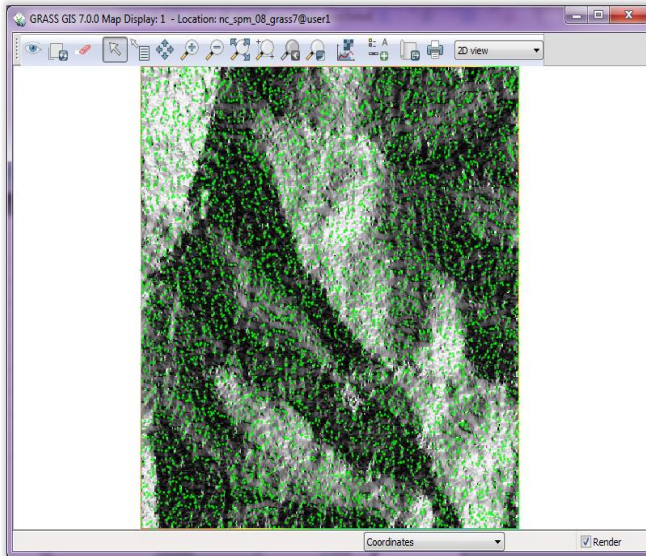 GRASS GIS 7.0.0 Map Display: 1 - Location: nc_spm_08_grass7@user1
2D view
Coordinates
Render